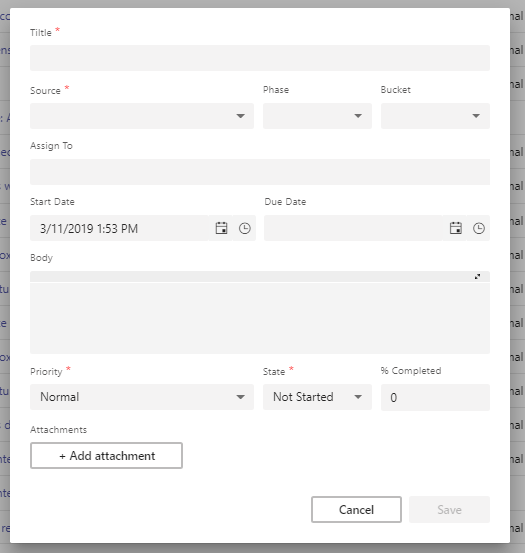 Tiltle *
Source * Phase Bucket
Assign To
Start Date Due Date
3/11/2019 1:53 PM
Body
Priority * State * % Completed
Normal Not Started 0
Attachments
+ Add attachment
Cancel Save